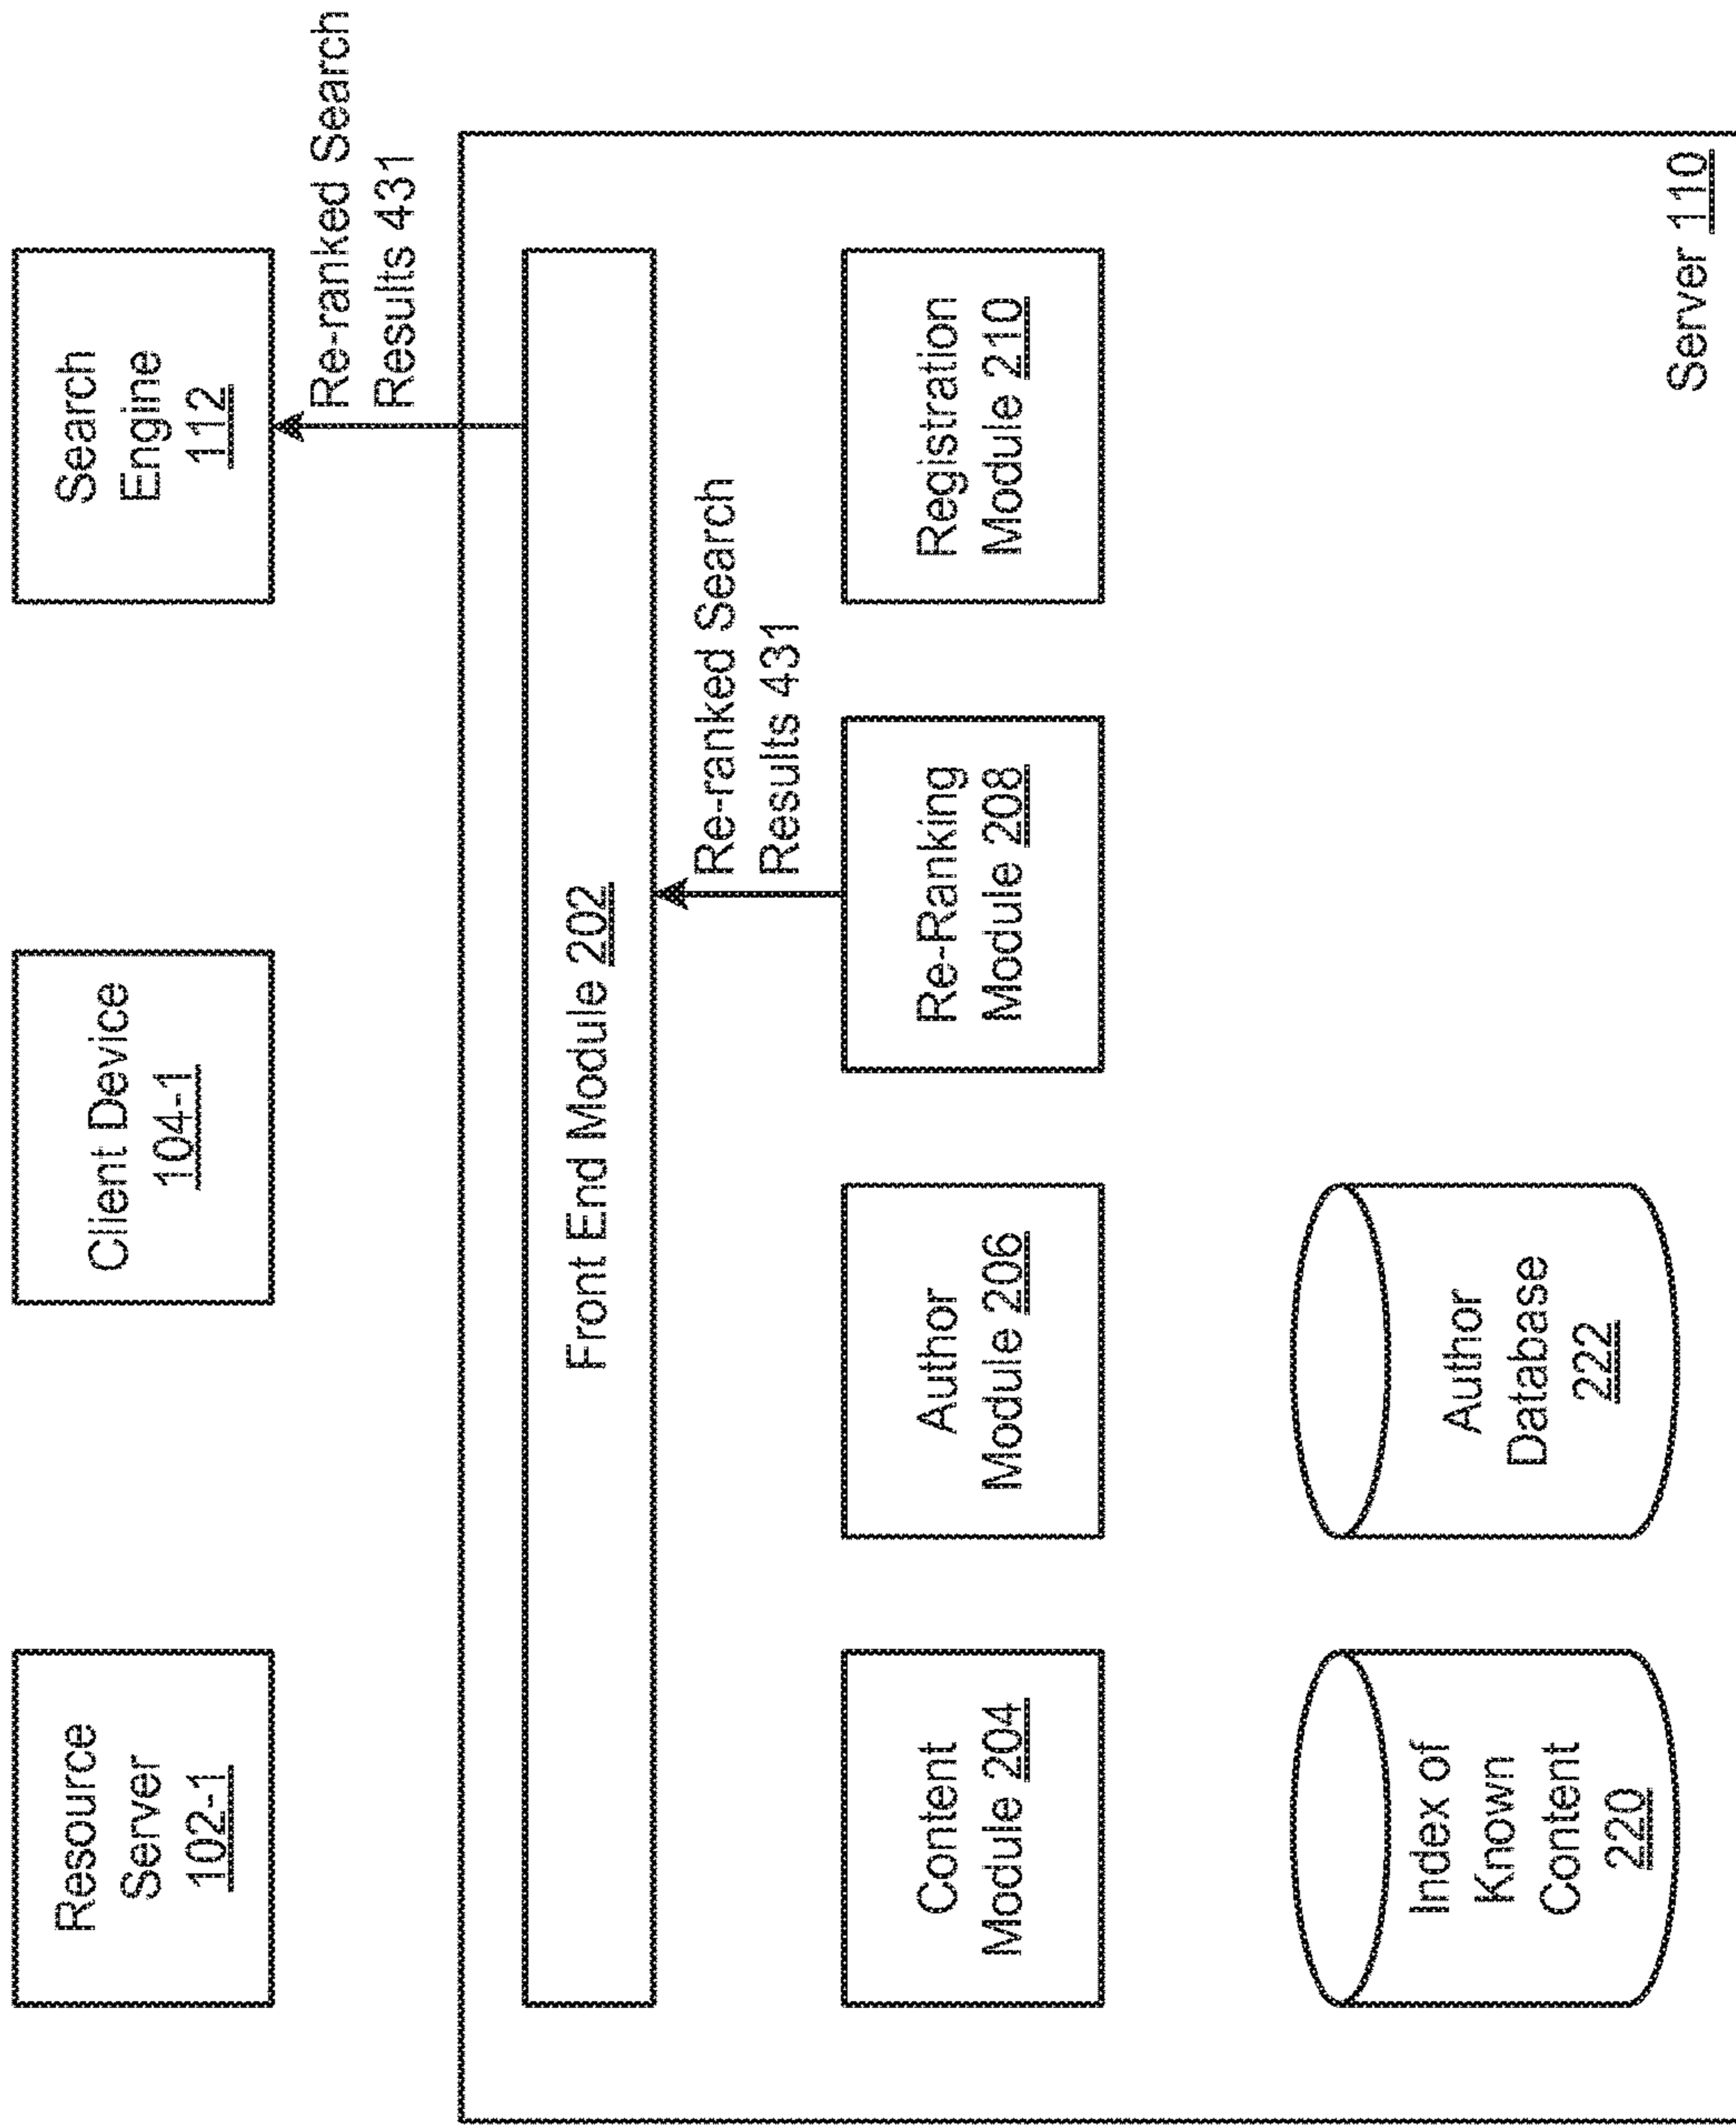 Resource
Server
102-1
Client Device
104-1
Search
Engine
112
Re-ranked Search
Results 431
Front End Module 202
Re-ranked Search
Results 431
Content
Module 204
Author
Module 206
Re-Ranking
Module 208
Registration
Module 210
Index of
Known
Content
220
Author
Database
222
Server 110